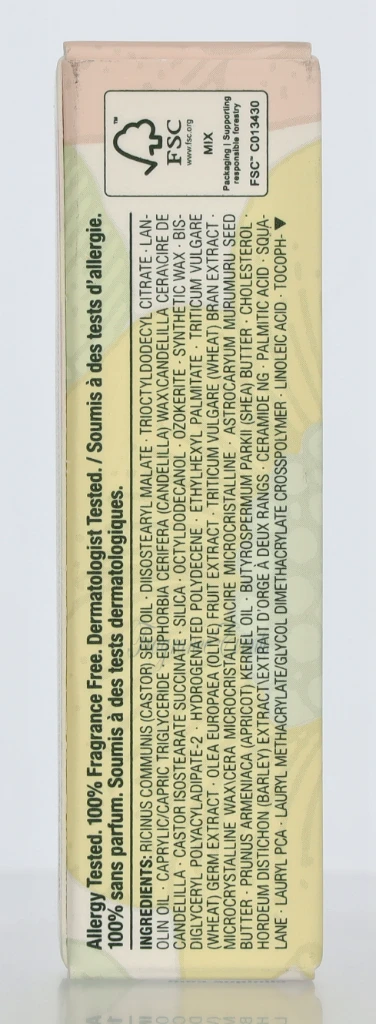 Allergy Tested. 100% Fragrance Free. Dermatologist Tested. / Soumis à des tests d'allergie.
100% sans parfum. Soumis à des tests dermatologiques.
INGREDIENTS: RICINUS COMMUNIS (CASTOR) SEED OIL · DIISOSTEARYL MALATE · TRIOCTYLDODECYL CITRATE · LAN-
OLIN OIL · CAPRYLIC/CAPRIC TRIGLYCERIDE · EUPHORBIA CERIFERA (CANDELILLA) WAX\CANDELILLA CERA\CIRE DE
CANDELILLA · CASTOR ISOSTEARATE SUCCINATE · SILICA · OCTYLDODECANOL · OZOKERITE · SYNTHETIC WAX · BIS-
DIGLYCERYL POLYACYLADIPATE-2 · HYDROGENATED POLYDECENE · ETHYLHEXYL PALMITATE · TRITICUM VULGARE
(WHEAT) GERM EXTRACT · OLEA EUROPAEA (OLIVE) FRUIT EXTRACT · TRITICUM VULGARE (WHEAT) BRAN EXTRACT ·
MICROCRYSTALLINE WAX\CERA MICROCRISTALLINA\CIRE MICROCRISTALLINE · ASTROCARYUM MURUMURU SEED
BUTTER · PRUNUS ARMENIACA (APRICOT) KERNEL OIL · BUTYROSPERMUM PARKII (SHEA) BUTTER · CHOLESTEROL ·
HORDEUM DISTICHON (BARLEY) EXTRACT\EXTRAIT D'ORGE À DEUX RANGS · CERAMIDE NG · PALMITIC ACID · SQUA-
LANE · LAURYL PCA · LAURYL METHACRYLATE/GLYCOL DIMETHACRYLATE CROSSPOLYMER · LINOLEIC ACID · TOCOPH-▼
FSC
www.fsc.org
MIX
Packaging | Supporting
responsible forestry
FSC™ C013430